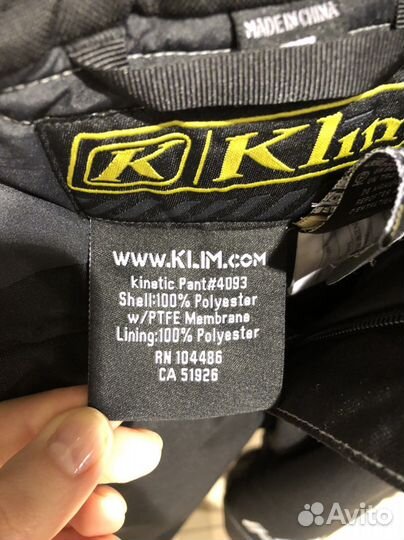 MADE IN CHINA
K Klim
www.KLIM.com
Kinetic Pant#4093
Shell:100% Polyester
w/PTFE Membrane
Lining:100% Polyester
RN 104486
CA 51926
Avito